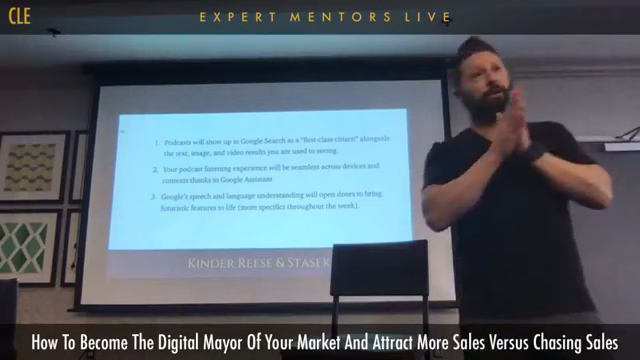 CLE
EXPERT MENTORS LIVE
1. Podcasts will show up in Google Search as a "first-class citizen" alongside
the text, image, and video results you are used to seeing.
2. Your podcast listening experience will be seamless across devices and
contexts thanks to Google Assistant
3. Google's speech and language understanding will open doors to bring
futuristic features to life (more specifics throughout the week).
KINDER REESE & STASEK
How To Become The Digital Mayor Of Your Market And Attract More Sales Versus Chasing Sales